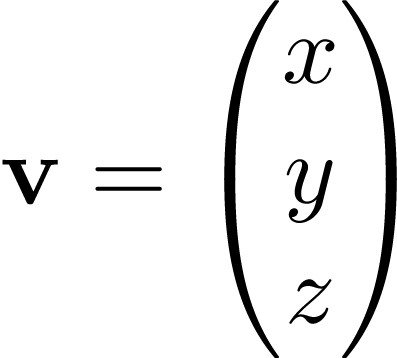 v = (x
y
z)